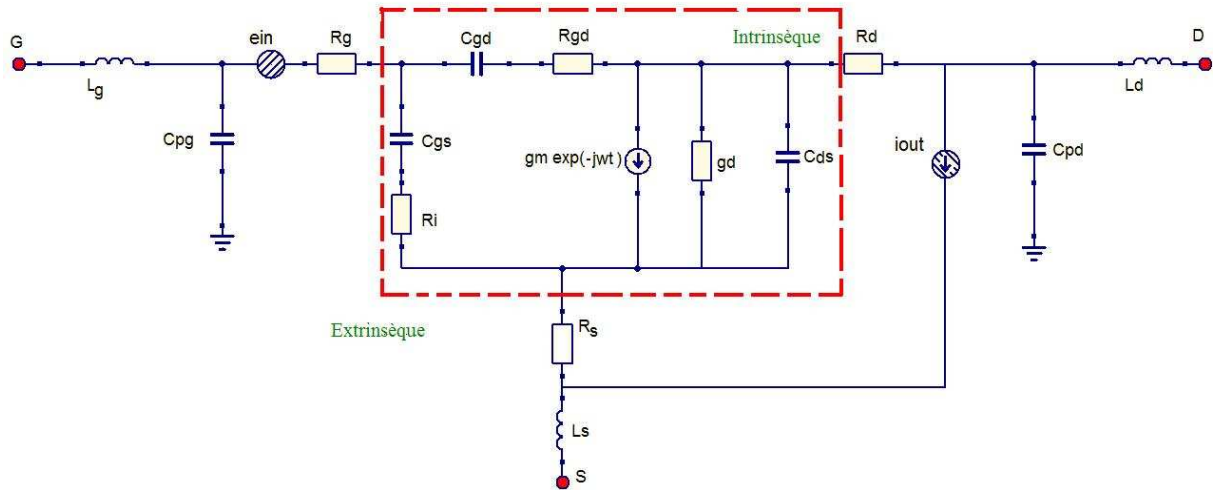 G
Lg
Cpg
ein
Rg
Cgd
Rgd
Intrinsèque
Rd
D
Ld
Cgs
Ri
gm exp(-jwt)
gd
Cds
iout
Cpd
Extrinsèque
Rs
Ls
S